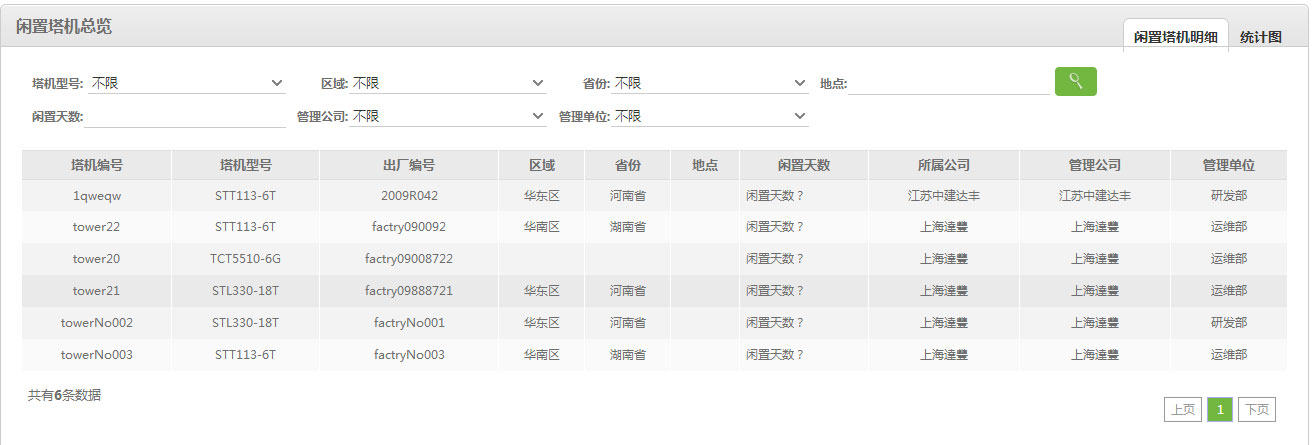 闲置塔机总览
闲置塔机明细 统计图
塔机型号: 不限 区域: 不限 省份: 不限 地点:
闲置天数: 管理公司: 不限 管理单位: 不限
塔机编号 塔机型号 出厂编号 区域 省份 地点 闲置天数 所属公司 管理公司 管理单位
1qweqw STT113-6T 2009R042 华东区 河南省 闲置天数？ 江苏中建达丰 江苏中建达丰 研发部
tower22 STT113-6T factry090092 华南区 湖南省 闲置天数？ 上海達豐 上海達豐 运维部
tower20 TCT5510-6G factry09008722 闲置天数？ 上海達豐 上海達豐 运维部
tower21 STL330-18T factry09888721 华东区 河南省 闲置天数？ 上海達豐 上海達豐 运维部
towerNo002 STL330-18T factryNo001 华东区 河南省 闲置天数？ 上海達豐 上海達豐 研发部
towerNo003 STT113-6T factryNo003 华南区 湖南省 闲置天数？ 上海達豐 上海達豐 运维部
共有6条数据
上页 1 下页